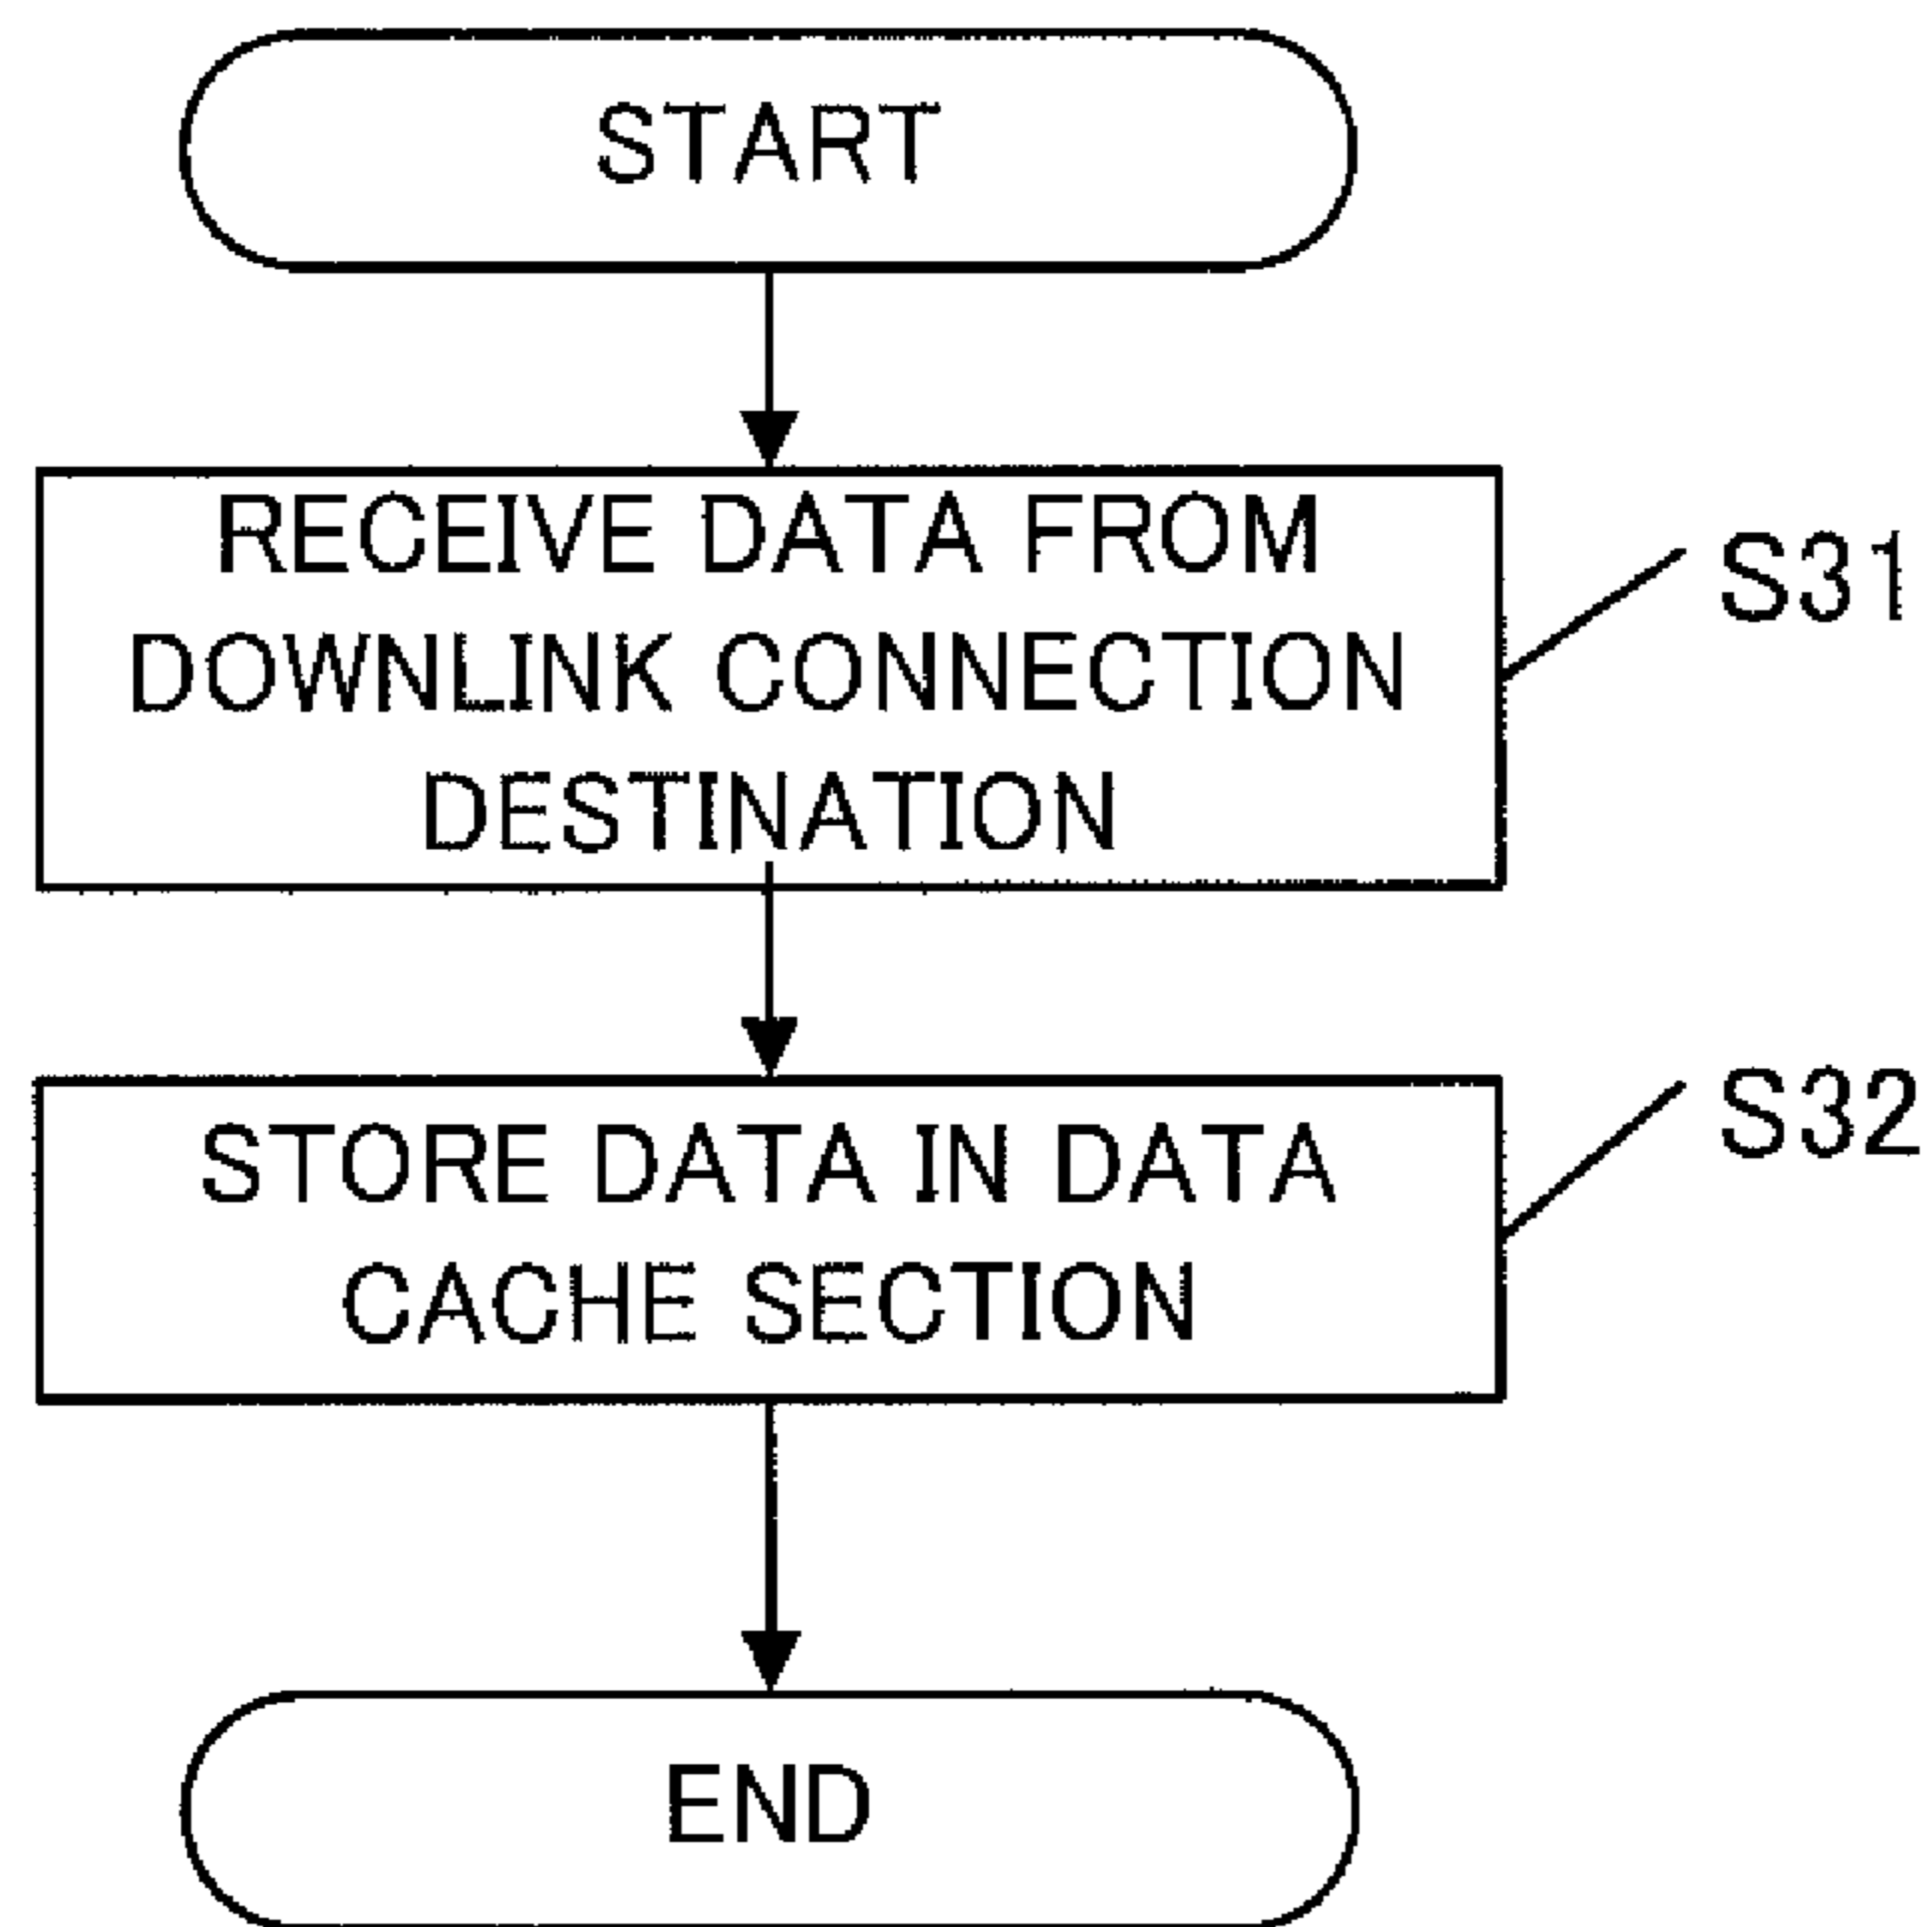 START
RECEIVE DATA FROM
DOWNLINK CONNECTION
DESTINATION
S31
STORE DATA IN DATA
CACHE SECTION
S32
END